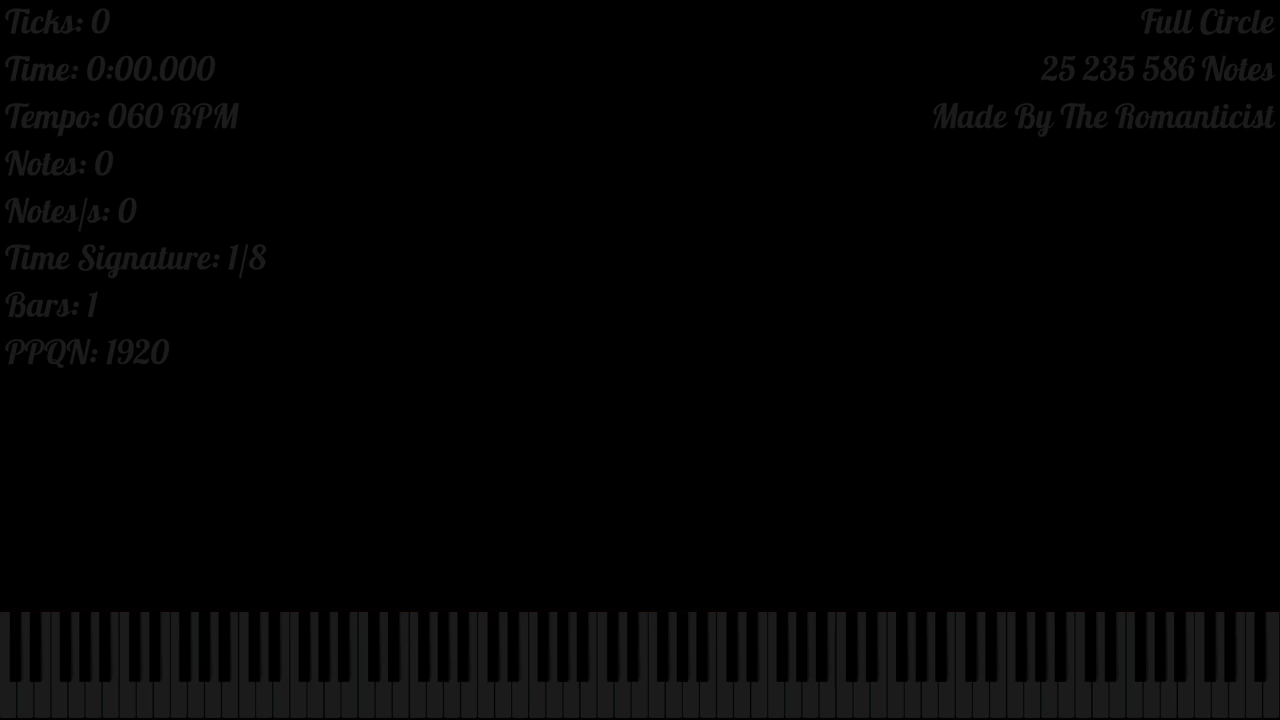 Ticks: 0
Time: 0:00.000
Tempo: 060 BPM
Notes: 0
Notes/s: 0
Time Signature: 1/8
Bars: 1
PPQN: 1920
Full Circle
25 235 586 Notes
Made By The Romanticist